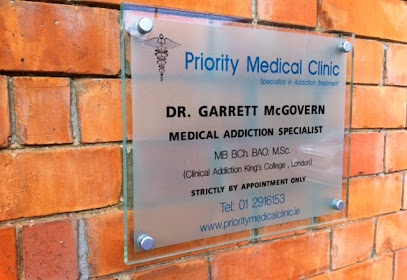 Priority Medical Clinic
Specialists in Addiction Treatment
DR. GARRETT McGOVERN
MEDICAL ADDICTION SPECIALIST
MB BCh. BAO; M.Sc.
(Clinical Addiction King's College , London)
STRICTLY BY APPOINTMENT ONLY
Tel: 01 2916153
www.prioritymedicalclinic.ie